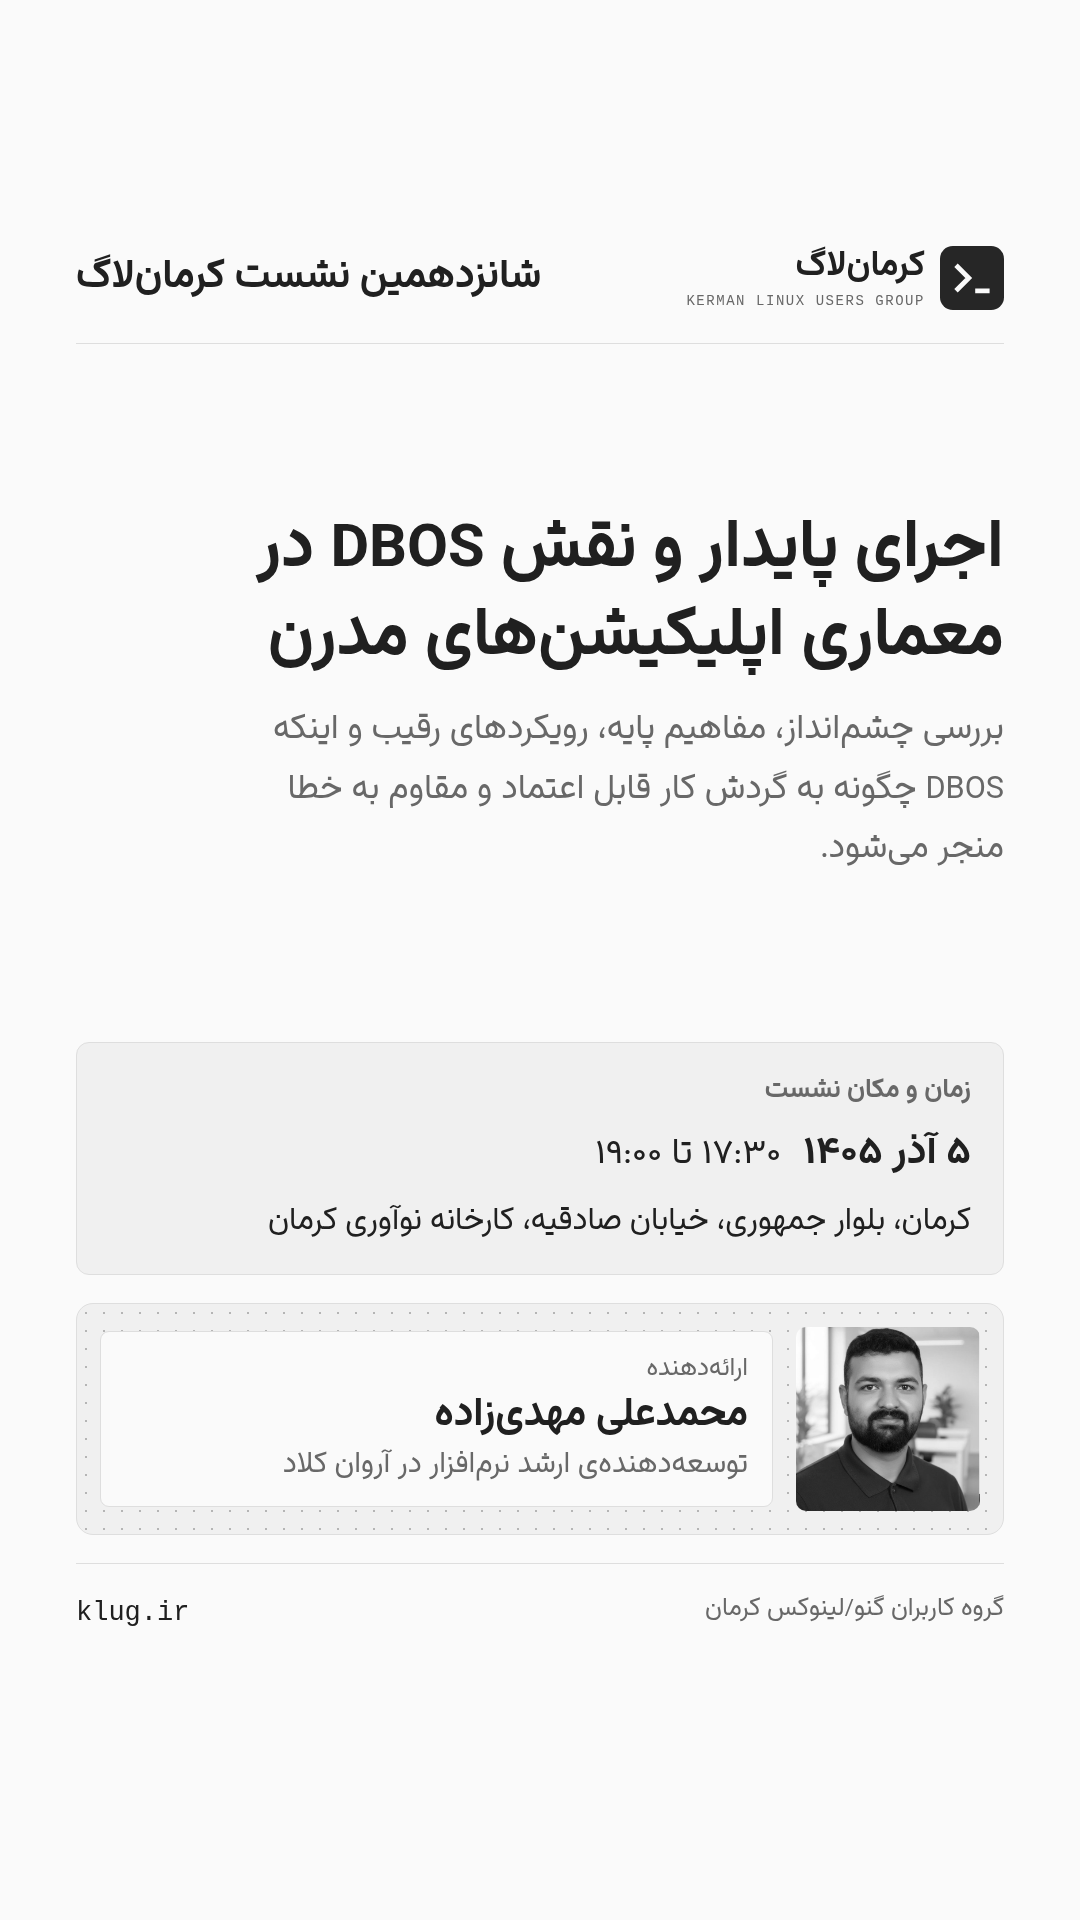 کرمان‌لاگ
KERMAN LINUX USERS GROUP
شانزدهمین نشست کرمان‌لاگ
اجرای پایدار و نقش DBOS در
معماری اپلیکیشن‌های مدرن
بررسی چشم‌انداز، مفاهیم پایه، رویکردهای رقیب و اینکه
DBOS چگونه به گردش کار قابل اعتماد و مقاوم به خطا
منجر می‌شود.
زمان و مکان نشست
۵ آذر ۱۴۰۵ ۱۷:۳۰ تا ۱۹:۰۰
کرمان، بلوار جمهوری، خیابان صادقیه، کارخانه نوآوری کرمان
ارائه‌دهنده
محمدعلی مهدی‌زاده
توسعه‌دهنده‌ی ارشد نرم‌افزار در آروان کلاد
گروه کاربران گنو/لینوکس کرمان
klug.ir